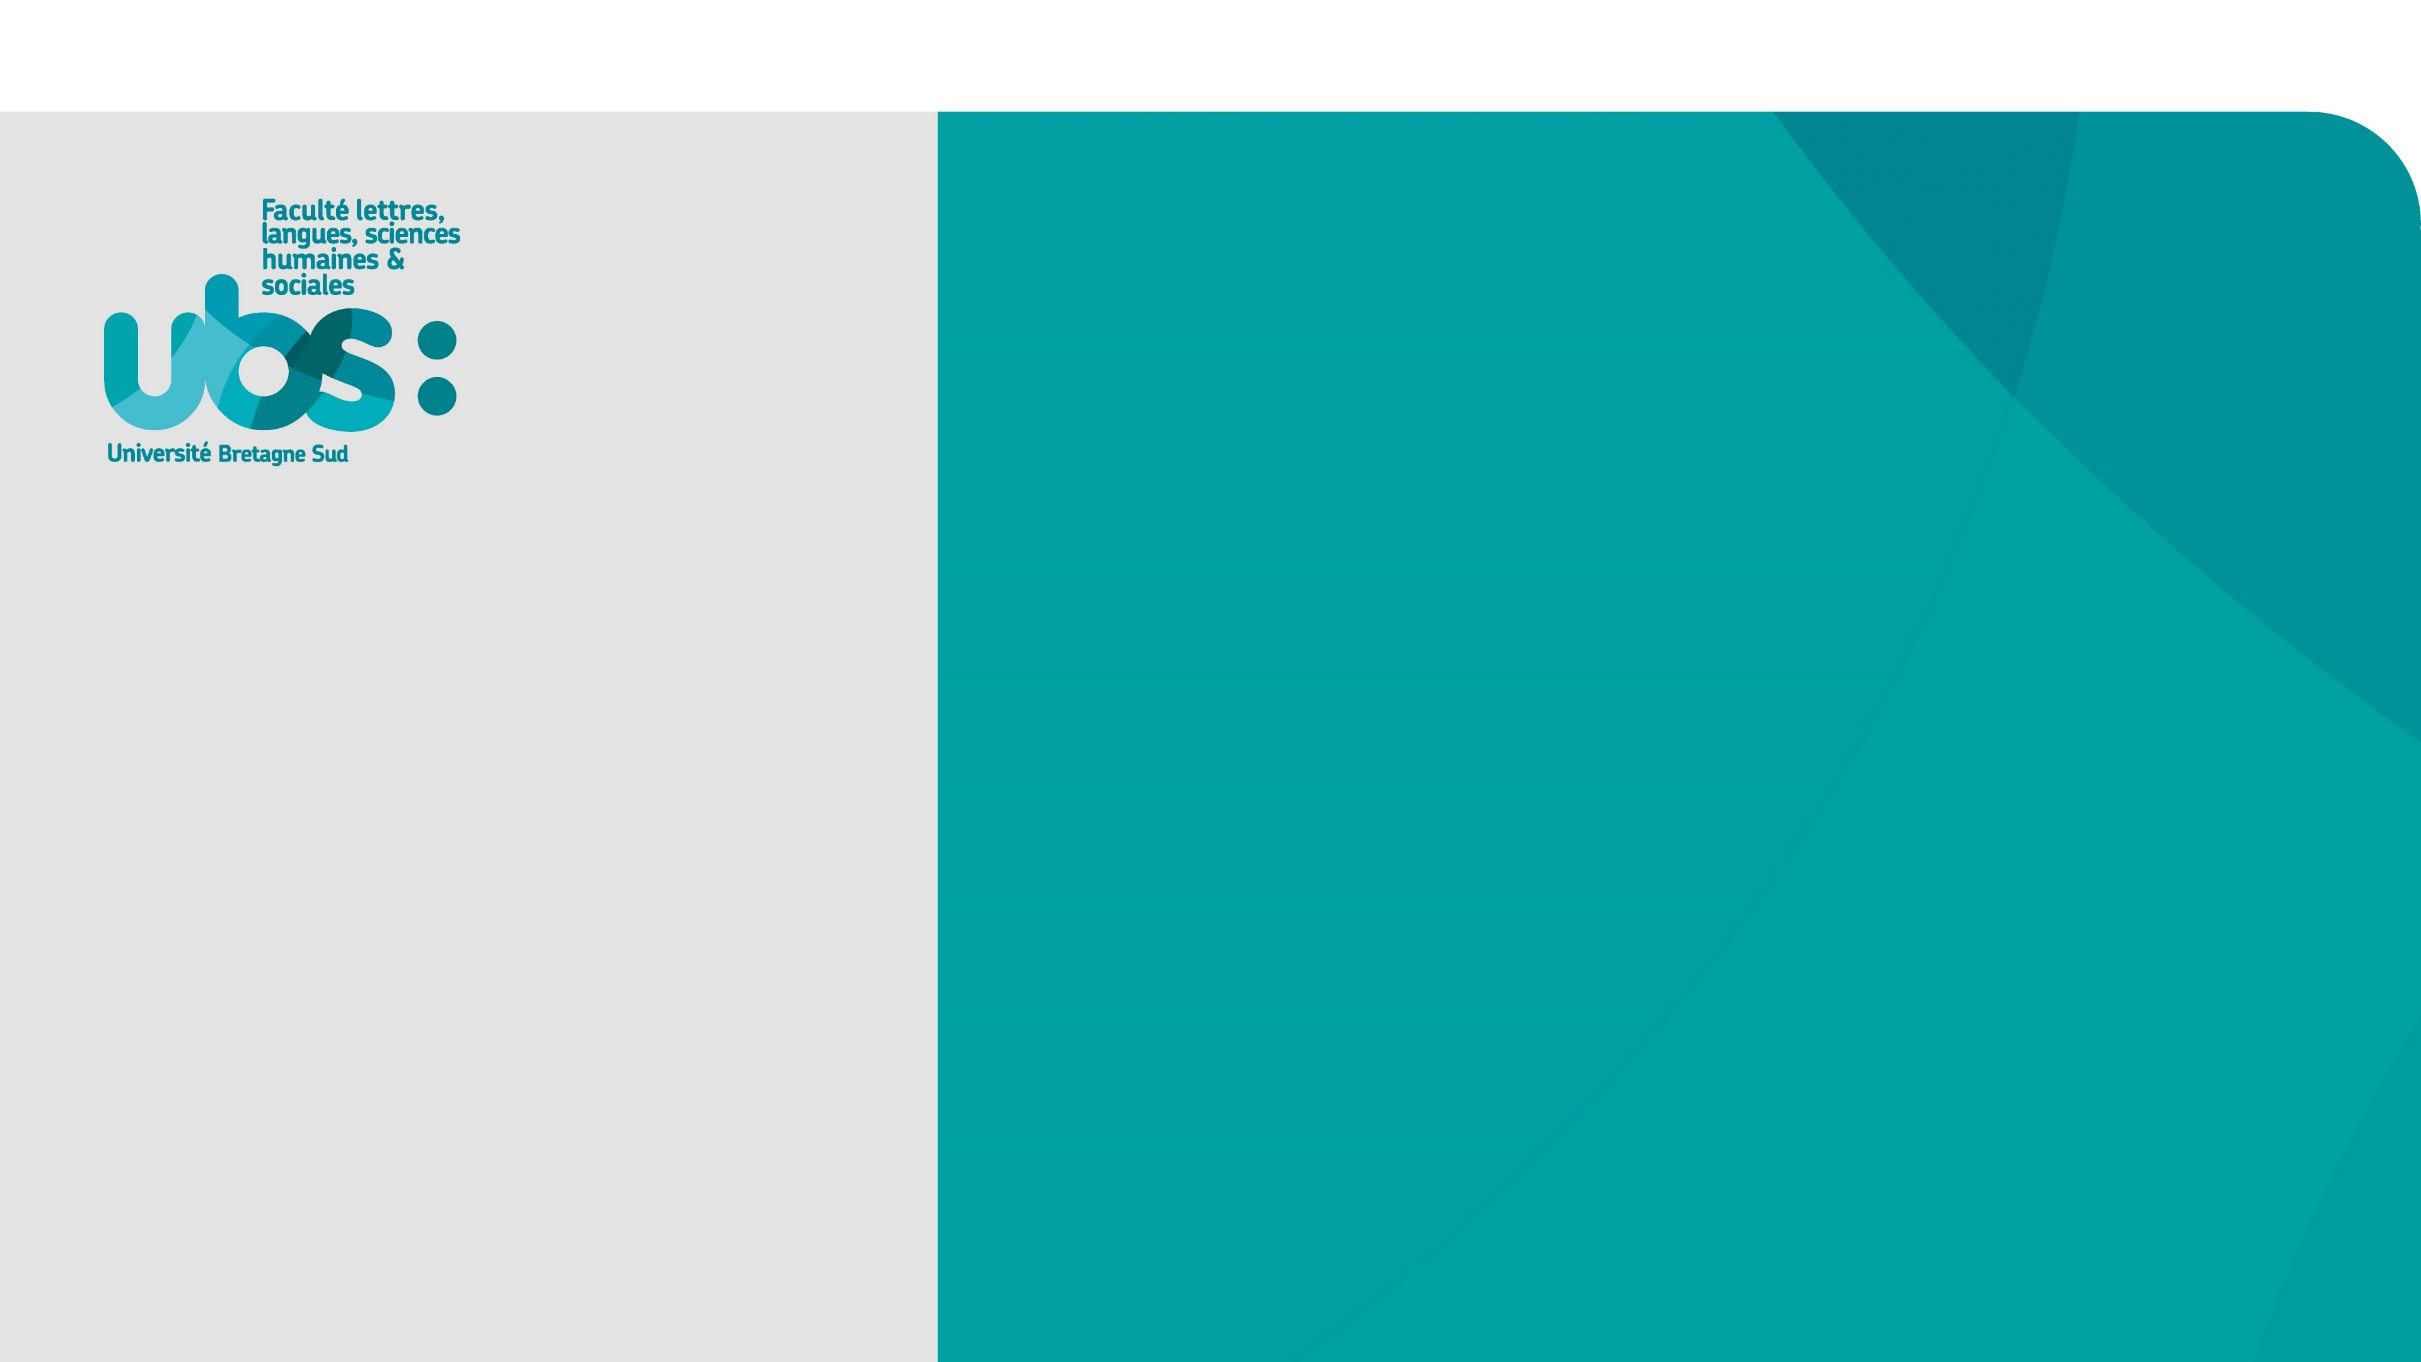 Faculté lettres,
langues, sciences
humaines &
sociales
ubs:
Université Bretagne Sud